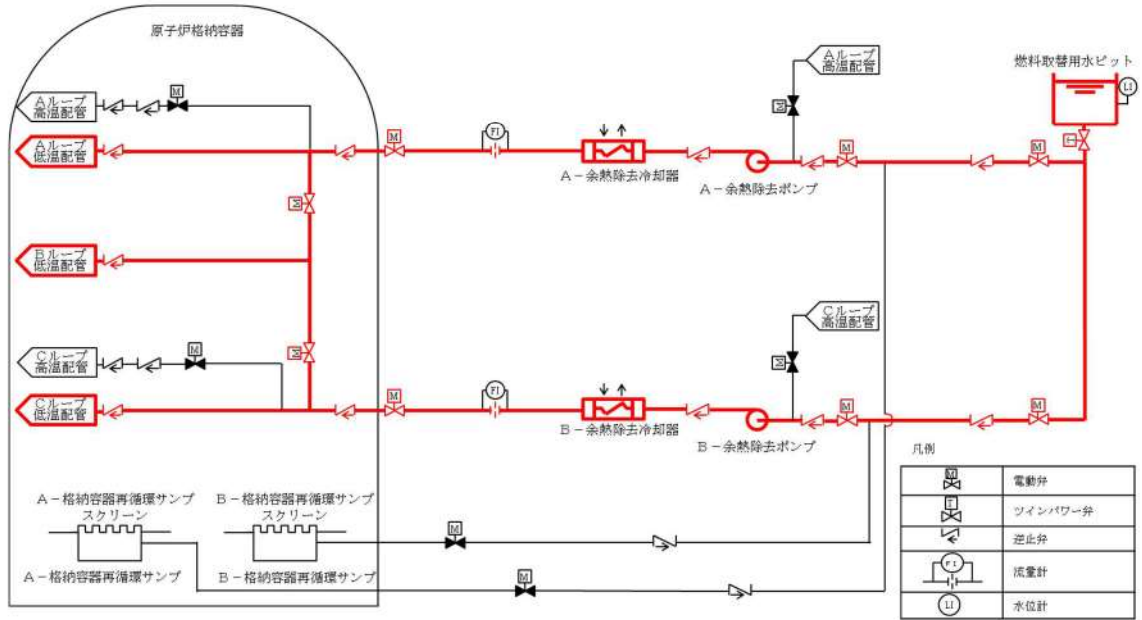 原子炉格納容器
Aループ
高温配管
燃料取替用水ピット
LI
Aループ
高温配管
M
M
T
Aループ
低温配管
M
FI
M
M
A-余熱除去冷却器
A-余熱除去ポンプ
M
Bループ
低温配管
Cループ
高温配管
M
Cループ
高温配管
M
M
Cループ
低温配管
M
FI
M
M
B-余熱除去冷却器
B-余熱除去ポンプ
凡例
M
電動弁
T
ツインパワー弁
逆止弁
FI
流量計
LI
水位計
A-格納容器再循環サンプ
スクリーン
B-格納容器再循環サンプ
スクリーン
M
A-格納容器再循環サンプ
B-格納容器再循環サンプ
M